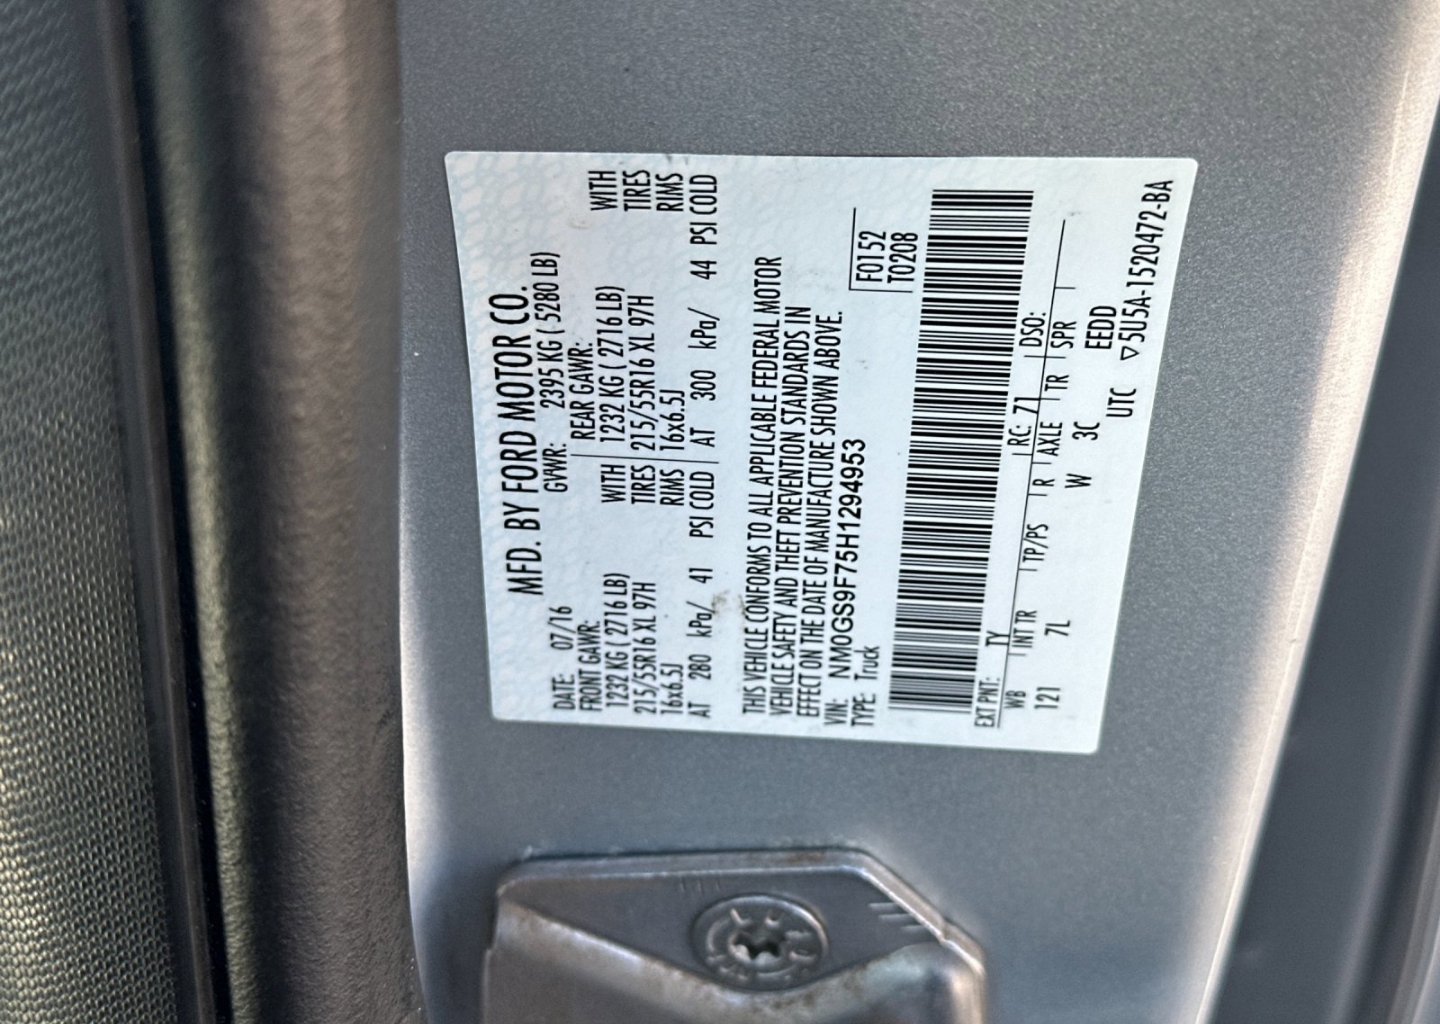 MFD. BY FORD MOTOR CO.
DATE: 07/16 GVWR: 2395 KG ( 5280 LB)
FRONT GAWR: REAR GAWR:
1232 KG ( 2716 LB) WITH 1232 KG ( 2716 LB) WITH
215/55R16 XL 97H TIRES 215/55R16 XL 97H TIRES
16x6.5J RIMS 16x6.5J RIMS
AT 280 kPa/ 41 PSI COLD AT 300 kPa/ 44 PSI COLD
THIS VEHICLE CONFORMS TO ALL APPLICABLE FEDERAL MOTOR
VEHICLE SAFETY AND THEFT PREVENTION STANDARDS IN
EFFECT ON THE DATE OF MANUFACTURE SHOWN ABOVE.
VIN: NM0GS9F75H1294953 F0152
TYPE: Truck T0208
EXT PNT: TY RC: 71 DSO:
WB INT TR TP/PS R AXLE TR SPR
121 7L W 3C EEDD
UTC ▽5U5A-1520472-BA